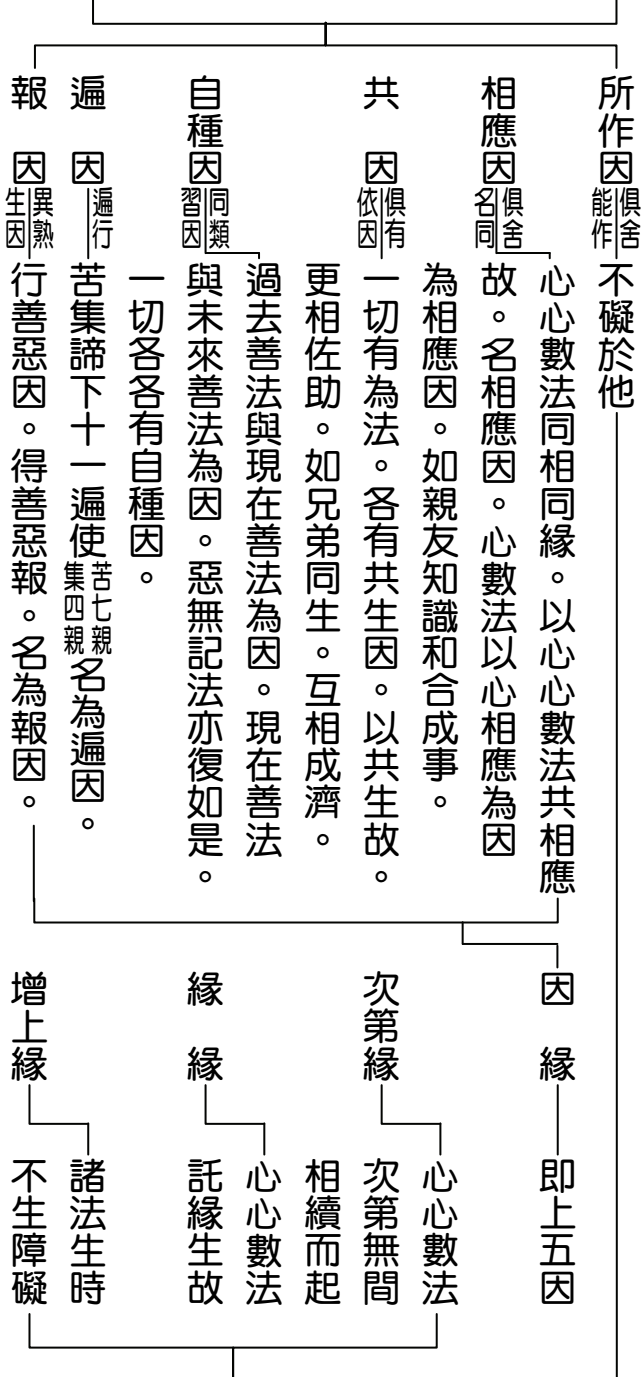 所作因
俱舍
能作
不礙於他
相應因
俱舍
名同
心心數法同相同緣。以心心數法共相應
故。名相應因。心數法以心相應為因
為相應因。如親友知識和合成事。
共因
俱有
依因
一切有為法。各有共生因。以共生故。
更相佐助。如兄弟同生。互相成濟。
自種因
同類
習因
過去善法與現在善法為因。現在善法
與未來善法為因。惡無記法亦復如是。
一切各各有自種因。
遍因
遍行
苦集諦下十一遍使
苦七親
集四親
名為遍因。
報因
異熟
生因
行善惡因。得善惡報。名為報因。
因緣
即上五因
次第緣
心心數法
次第無間
相續而起
緣緣
心心數法
託緣生故
增上緣
諸法生時
不生障礙